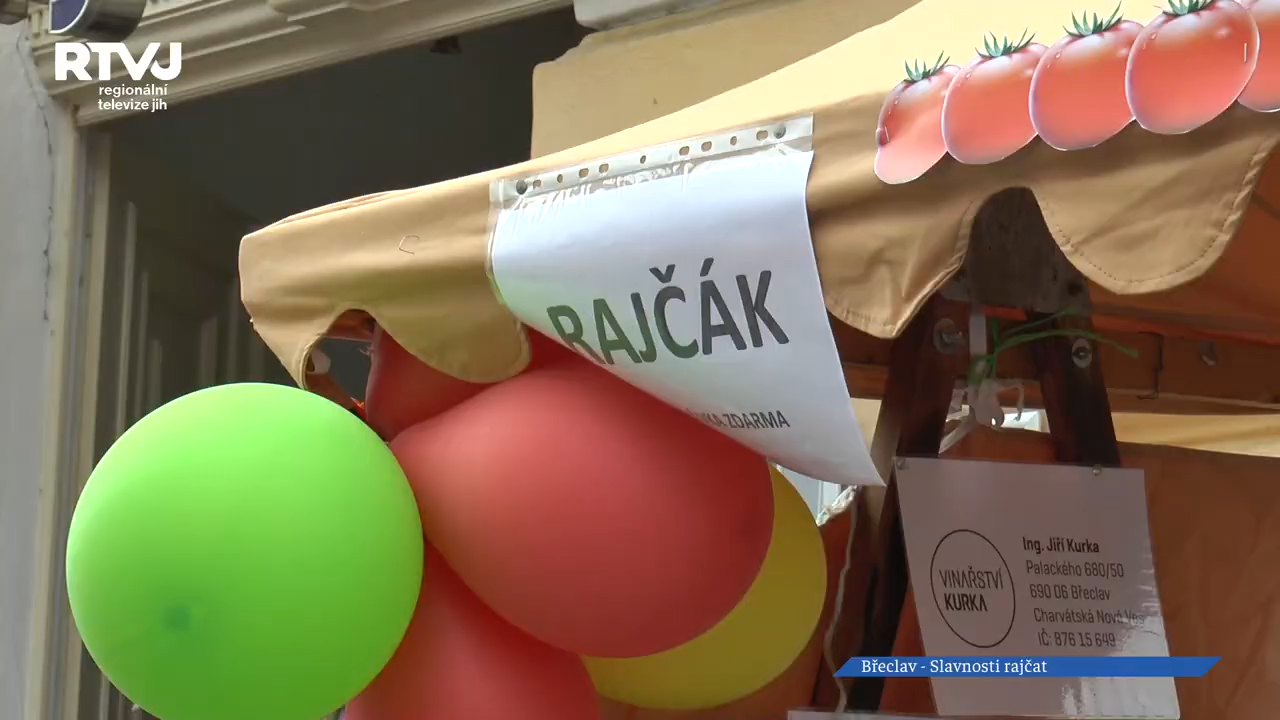 RTVJ
regionální
televize jih
RAJČÁK
ZDARMA
VINAŘSTVÍ
KURKA
Ing. Jiří Kurka
Palackého 680/50
690 06 Břeclav
Charvátská Nová Ves
IČ: 876 15 649
Břeclav - Slavnosti rajčat